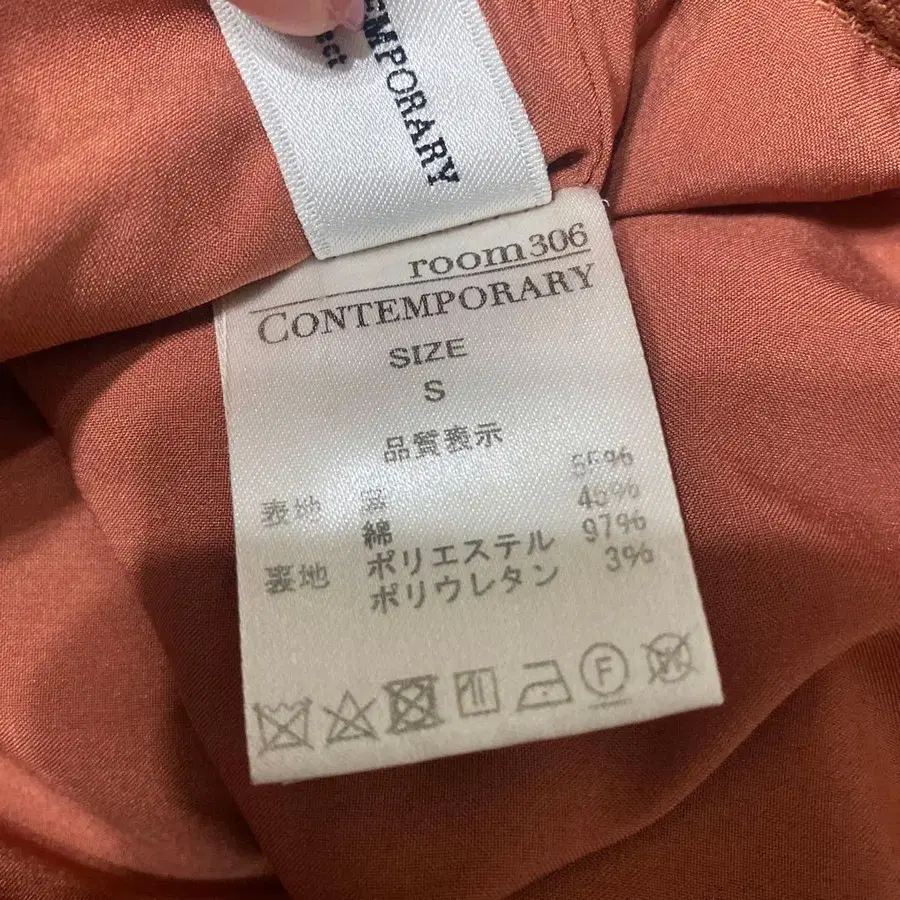 EMPORARY
ect
room306
CONTEMPORARY
SIZE
S
品質表示
55%
表地 45%
綿 97%
裏地 ポリエステル 3%
ポリウレタン
F